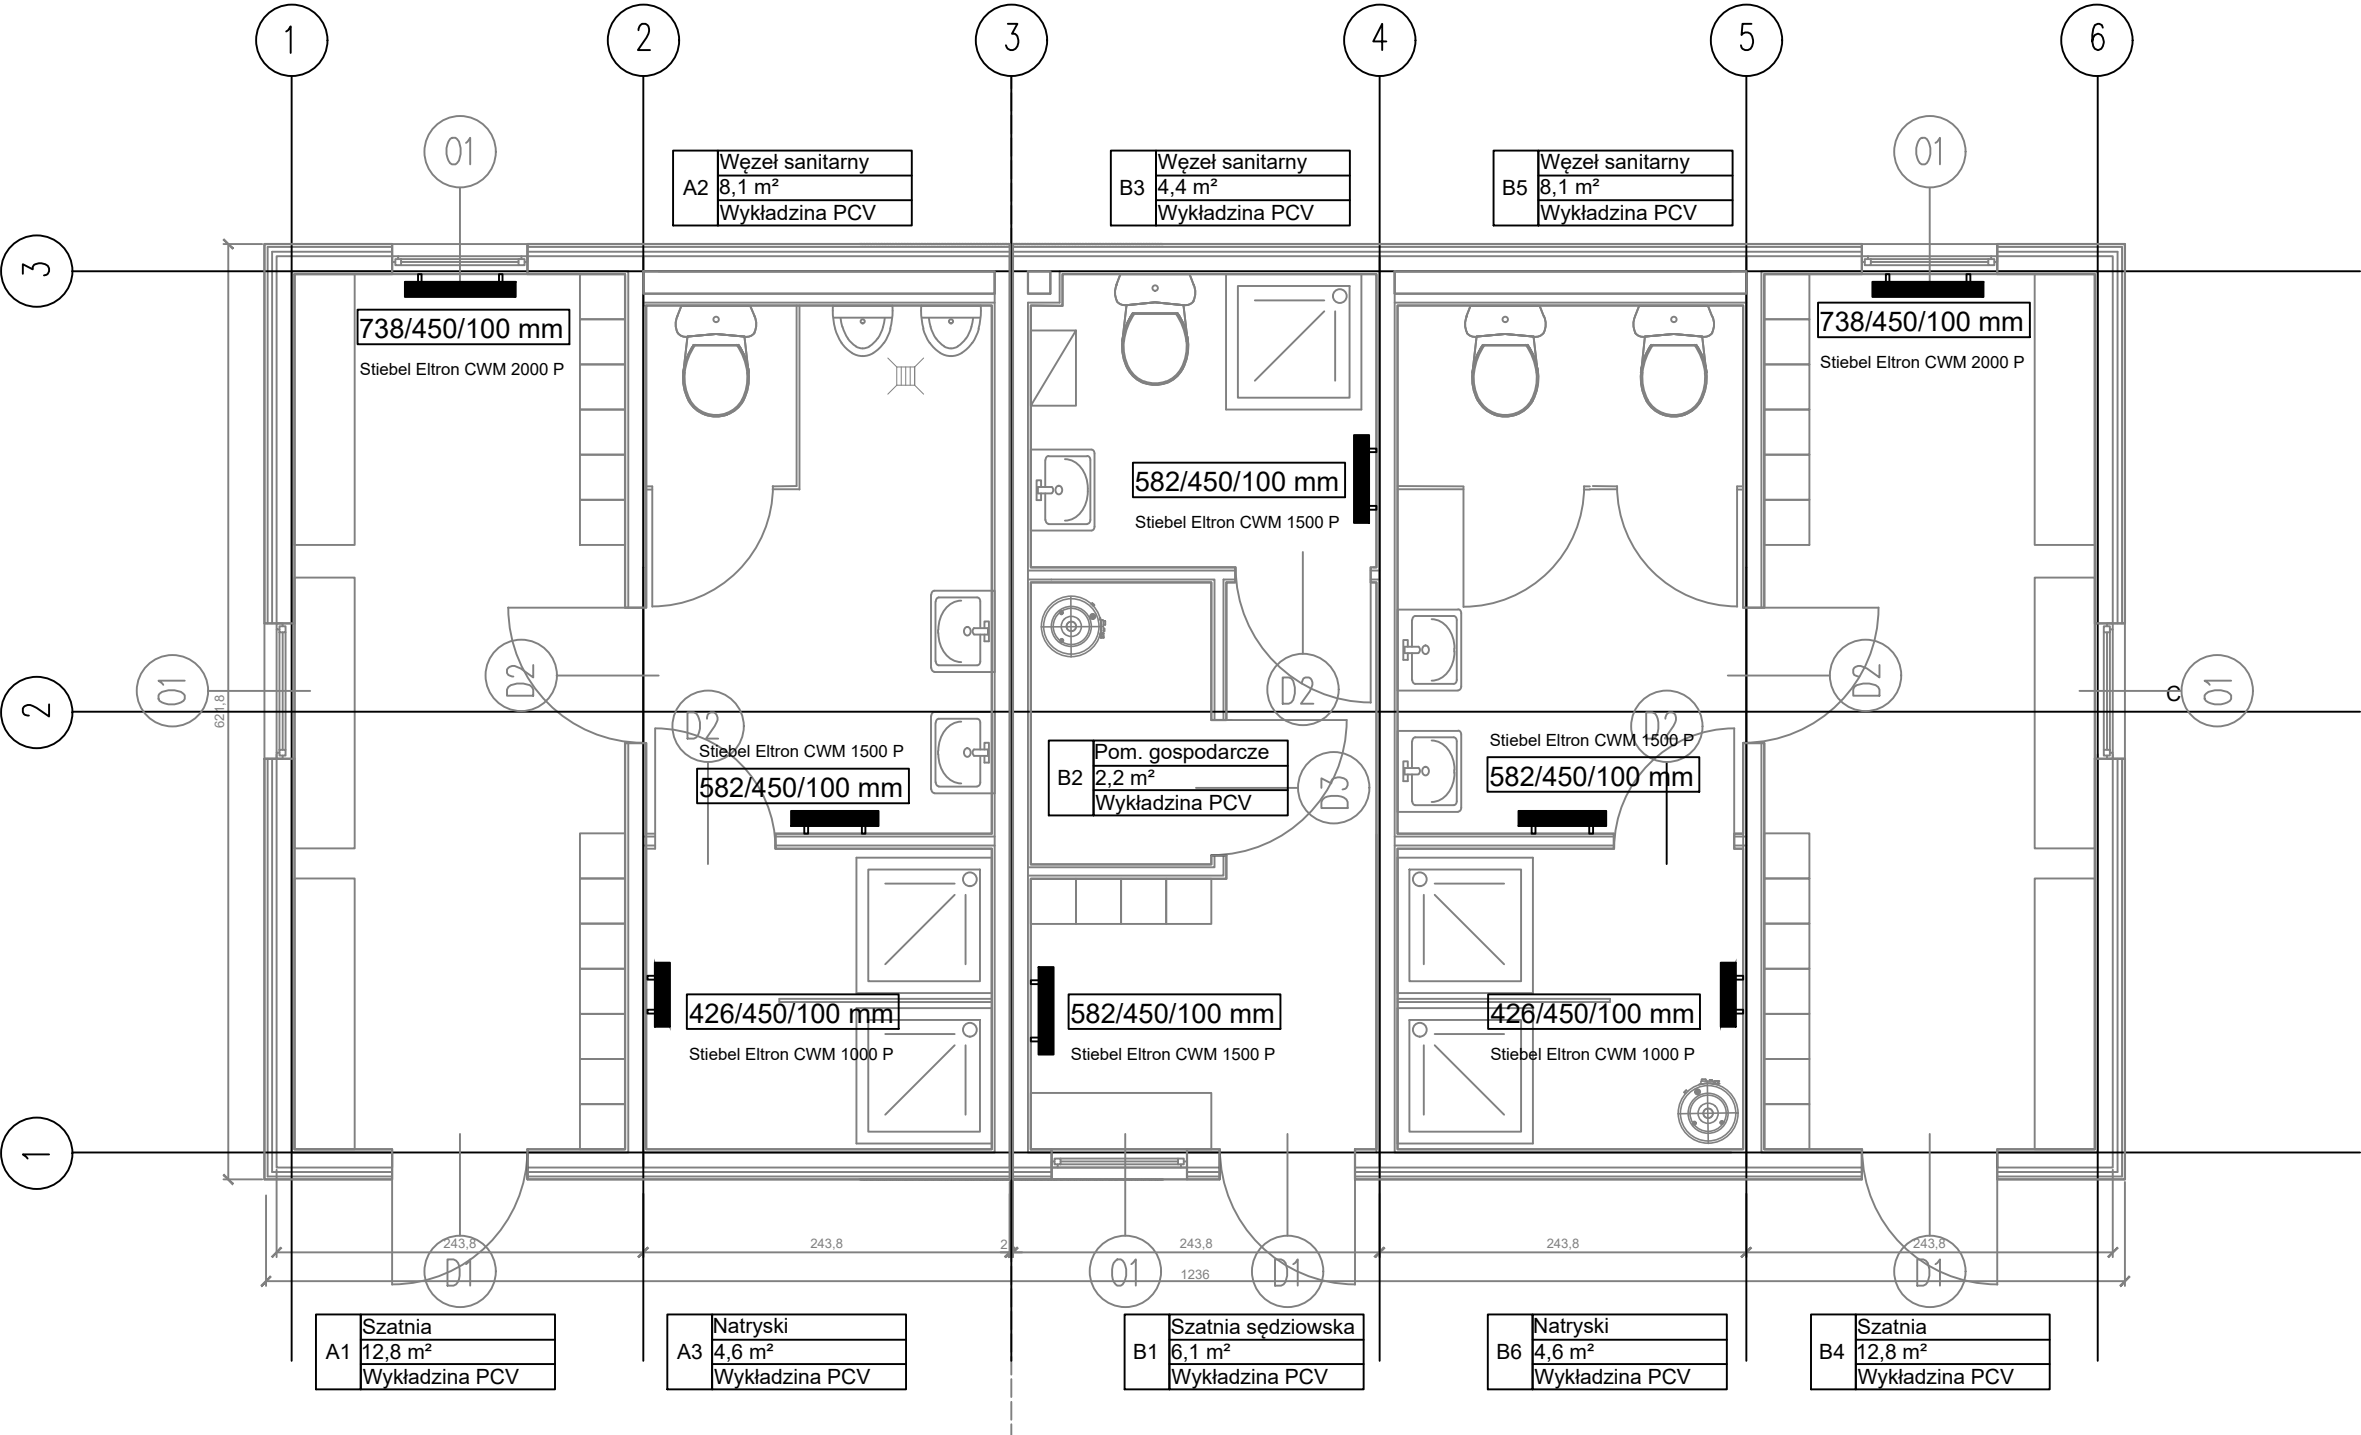 1
2
3
4
5
6
O1
O1
A2
Węzeł sanitarny
8,1 m²
Wykładzina PCV
B3
Węzeł sanitarny
4,4 m²
Wykładzina PCV
B5
Węzeł sanitarny
8,1 m²
Wykładzina PCV
3
738/450/100 mm
Stiebel Eltron CWM 2000 P
738/450/100 mm
Stiebel Eltron CWM 2000 P
582/450/100 mm
Stiebel Eltron CWM 1500 P
O1
621,8
D2
D2
D2
D2
D2
C
O1
2
Stiebel Eltron CWM 1500 P
582/450/100 mm
B2
Pom. gospodarcze
2,2 m²
Wykładzina PCV
D3
Stiebel Eltron CWM 1500 P
582/450/100 mm
426/450/100 mm
Stiebel Eltron CWM 1000 P
582/450/100 mm
Stiebel Eltron CWM 1500 P
426/450/100 mm
Stiebel Eltron CWM 1000 P
1
243,8
243,8
2
243,8
243,8
243,8
D1
O1
D1
D1
1236
A1
Szatnia
12,8 m²
Wykładzina PCV
A3
Natryski
4,6 m²
Wykładzina PCV
B1
Szatnia sędziowska
6,1 m²
Wykładzina PCV
B6
Natryski
4,6 m²
Wykładzina PCV
B4
Szatnia
12,8 m²
Wykładzina PCV